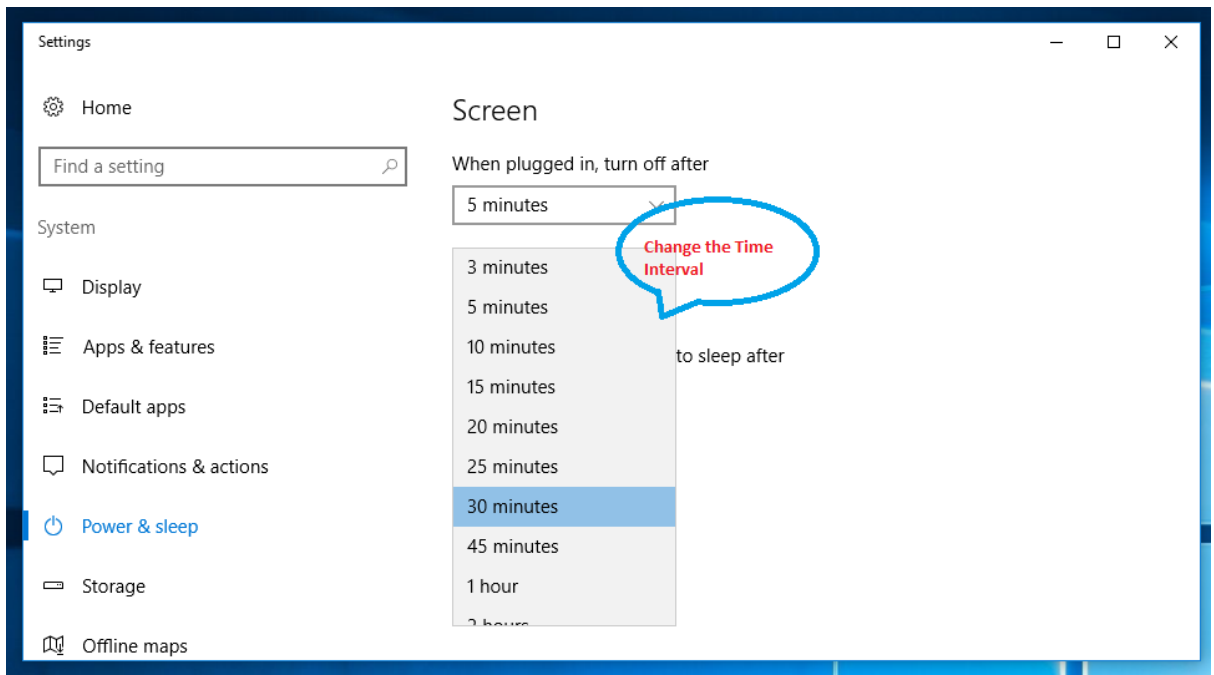 Settings
Home
Find a setting
System
Display
Apps & features
Default apps
Notifications & actions
Power & sleep
Storage
Offline maps
Screen
When plugged in, turn off after
5 minutes
Change the Time
Interval
3 minutes
5 minutes
10 minutes
15 minutes
20 minutes
25 minutes
30 minutes
45 minutes
1 hour
2 hours
to sleep after